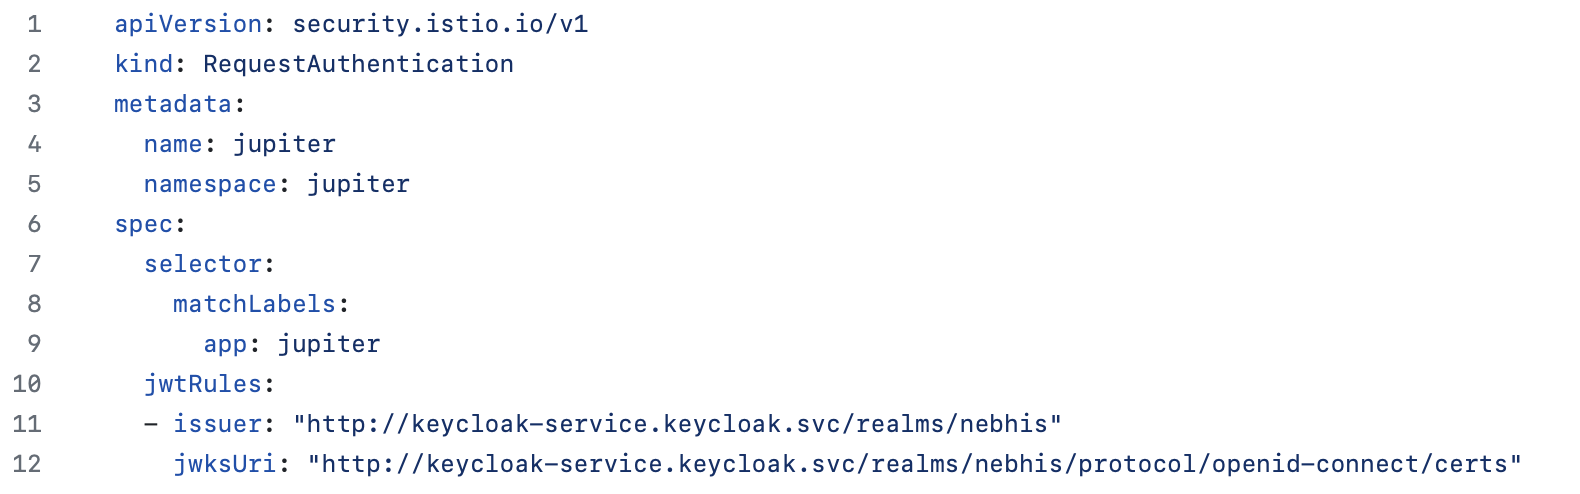 1 apiVersion: security.istio.io/v1
2 kind: RequestAuthentication
3 metadata:
4   name: jupiter
5   namespace: jupiter
6 spec:
7   selector:
8     matchLabels:
9       app: jupiter
10   jwtRules:
11   - issuer: "http://keycloak-service.keycloak.svc/realms/nebhis"
12     jwksUri: "http://keycloak-service.keycloak.svc/realms/nebhis/protocol/openid-connect/certs"